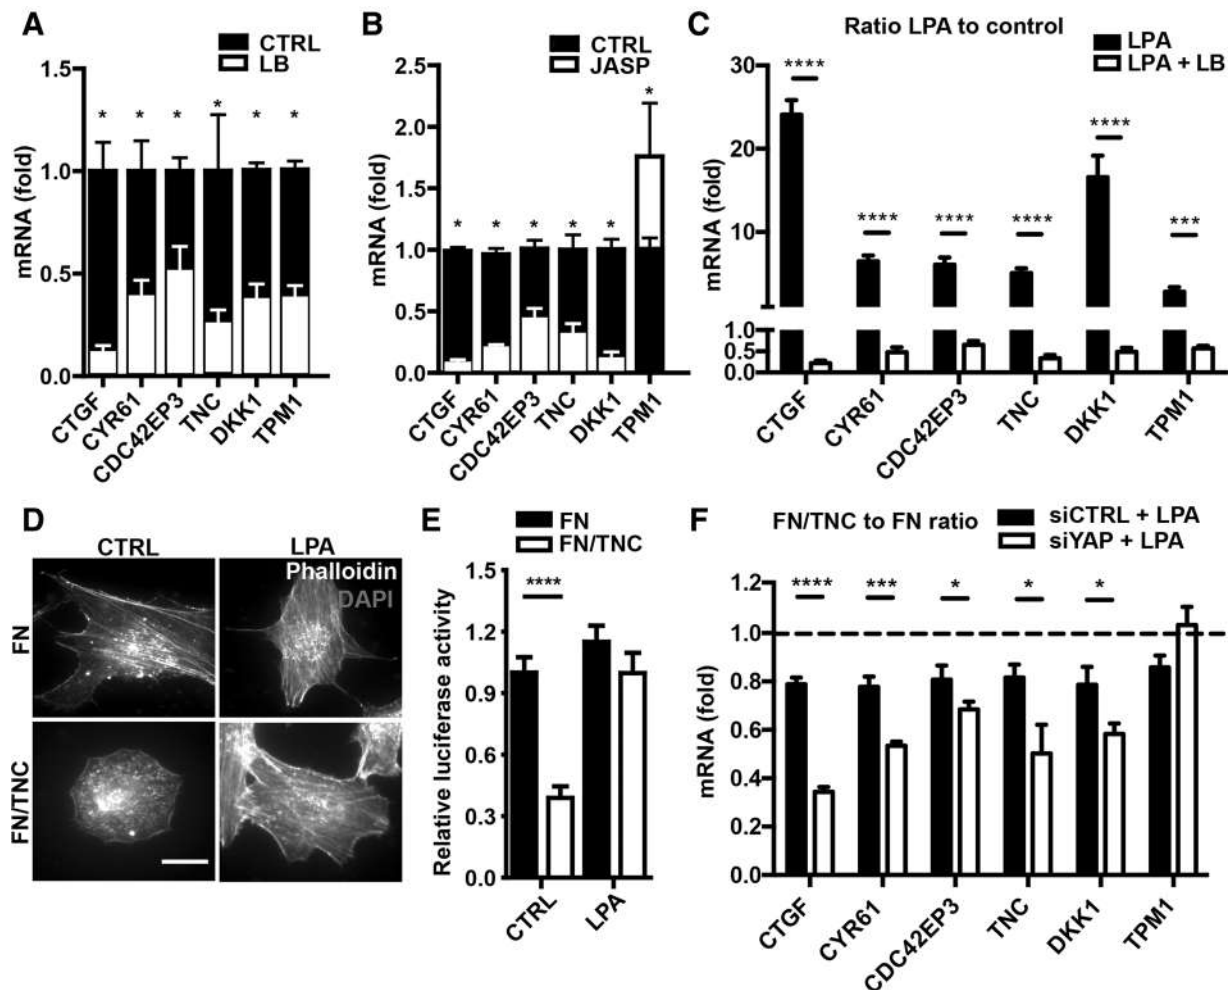 A
CTRL
LB
mRNA (fold)
1.5
1.0
0.5
0.0
* * * * * *
CTGF
CYR61
CDC42EP3
TNC
DKK1
TPM1
B
CTRL
JASP
mRNA (fold)
2.5
2.0
1.5
1.0
0.5
0.0
* * * * * *
CTGF
CYR61
CDC42EP3
TNC
DKK1
TPM1
C
Ratio LPA to control
LPA
LPA + LB
mRNA (fold)
30
20
10
1.0
0.5
0.0
**** **** **** **** **** ***
CTGF
CYR61
CDC42EP3
TNC
DKK1
TPM1
D
CTRL
LPA
Phalloidin
DAPI
FN
FN/TNC
E
FN
FN/TNC
Relative luciferase activity
1.5
1.2
0.9
0.6
0.3
0.0
****
CTRL
LPA
F
FN/TNC to FN ratio
siCTRL + LPA
siYAP + LPA
mRNA (fold)
1.2
1.0
0.8
0.6
0.4
0.2
0.0
**** *** * * *
CTGF
CYR61
CDC42EP3
TNC
DKK1
TPM1